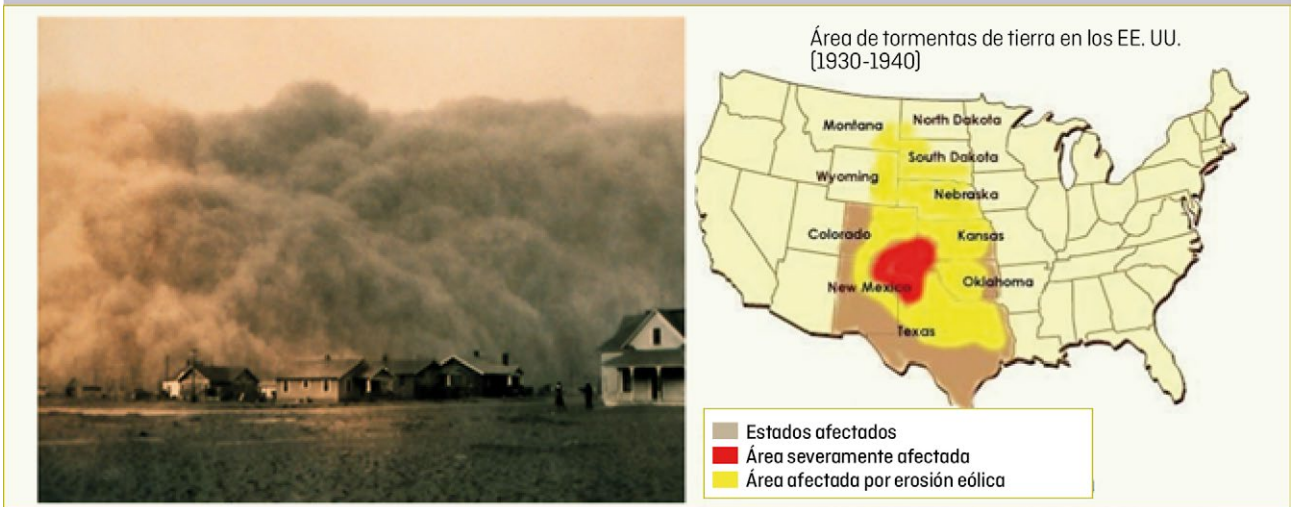 Área de tormentas de tierra en los EE. UU.
(1930-1940)
Montana
North Dakota
South Dakota
Wyoming
Nebraska
Colorado
Kansas
New Mexico
Oklahoma
Texas
Estados afectados
Área severamente afectada
Área afectada por erosión eólica